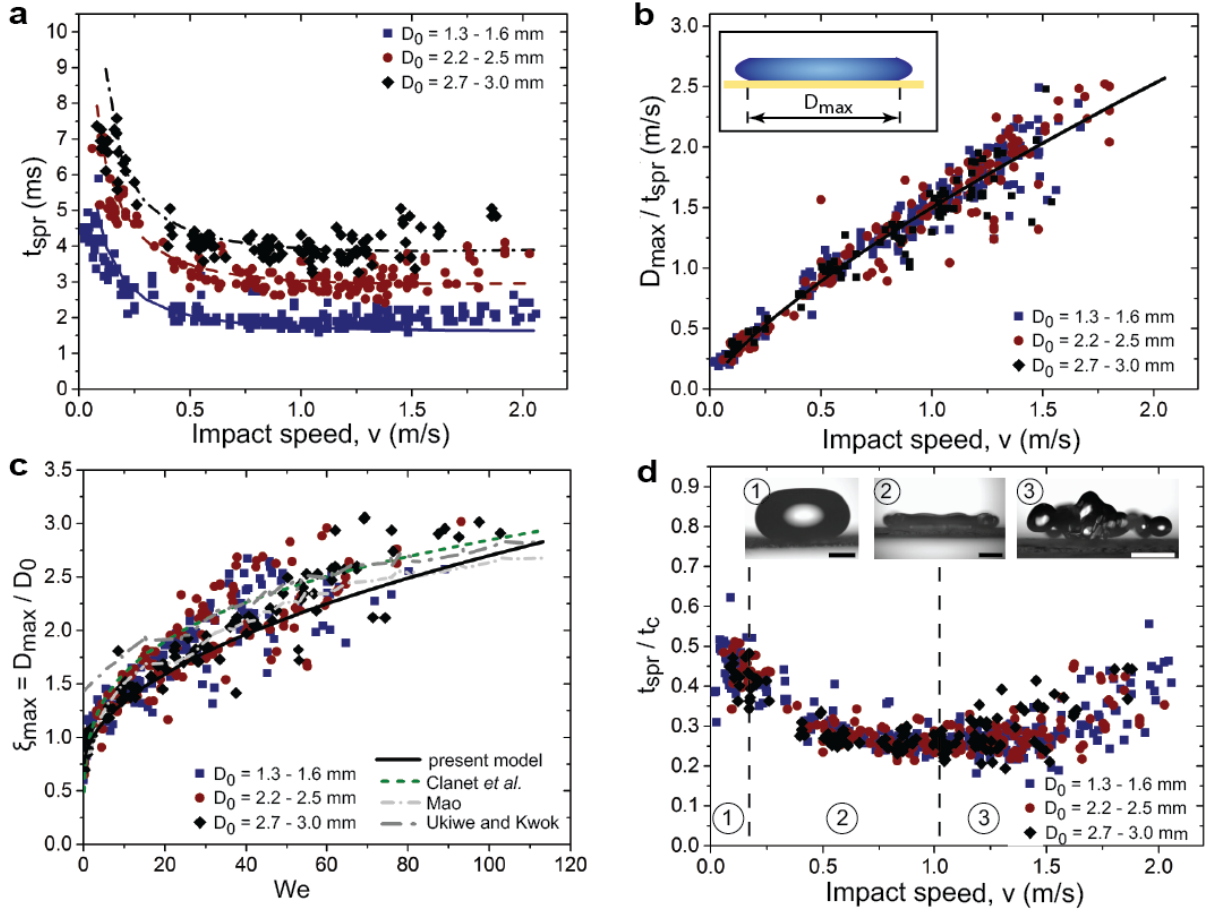 a
D₀ = 1.3 - 1.6 mm
D₀ = 2.2 - 2.5 mm
D₀ = 2.7 - 3.0 mm
10
9
8
7
6
5
4
3
2
1
0
tspr (ms)
0.0 0.5 1.0 1.5 2.0
Impact speed, v (m/s)
b
Dmax
3.0
2.5
2.0
1.5
1.0
0.5
0.0
Dmax / tspr (m/s)
D₀ = 1.3 - 1.6 mm
D₀ = 2.2 - 2.5 mm
D₀ = 2.7 - 3.0 mm
0.0 0.5 1.0 1.5 2.0
Impact speed, v (m/s)
c
3.5
3.0
2.5
2.0
1.5
1.0
0.5
0.0
ξmax = Dmax / D₀
D₀ = 1.3 - 1.6 mm
D₀ = 2.2 - 2.5 mm
D₀ = 2.7 - 3.0 mm
present model
Clanet et al.
Mao
Ukiwe and Kwok
0 20 40 60 80 100 120
We
d
1 2 3
0.9
0.8
0.7
0.6
0.5
0.4
0.3
0.2
0.1
0.0
tspr / tc
D₀ = 1.3 - 1.6 mm
D₀ = 2.2 - 2.5 mm
D₀ = 2.7 - 3.0 mm
1 2 3
0.0 0.5 1.0 1.5 2.0
Impact speed, v (m/s)